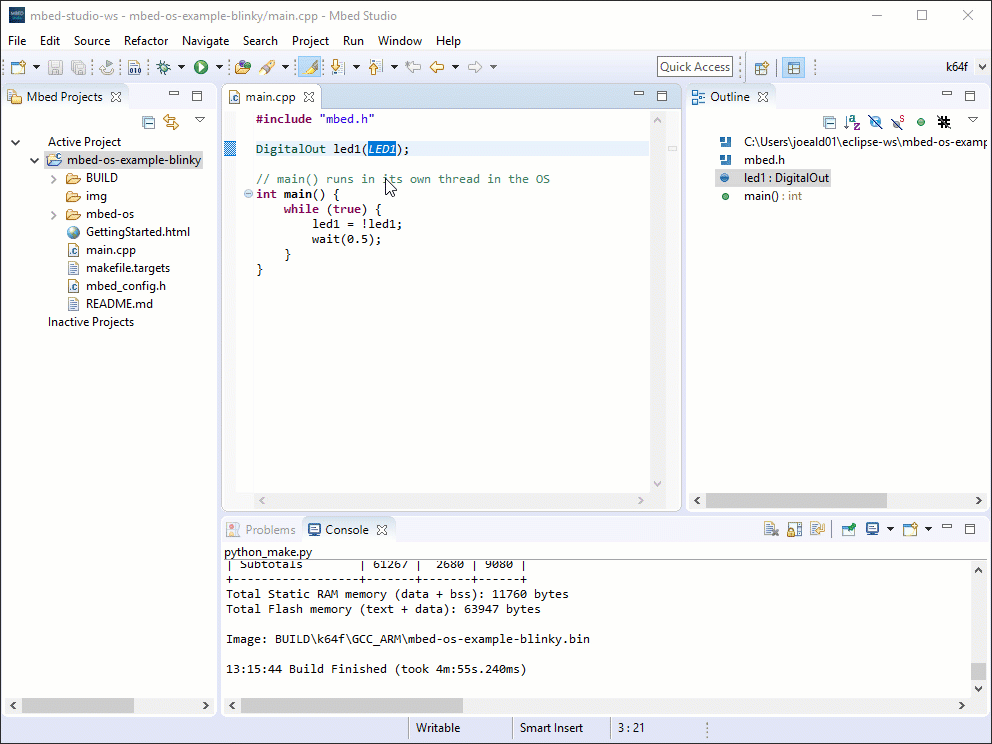 mbed-studio-ws - mbed-os-example-blinky/main.cpp - Mbed Studio
File Edit Source Refactor Navigate Search Project Run Window Help
Quick Access
k64f
Mbed Projects
Active Project
mbed-os-example-blinky
BUILD
img
mbed-os
GettingStarted.html
main.cpp
makefile.targets
mbed_config.h
README.md
Inactive Projects
main.cpp
#include "mbed.h"
DigitalOut led1(LED1);
// main() runs in its own thread in the OS
int main() {
while (true) {
led1 = !led1;
wait(0.5);
}
}
Outline
C:\Users\joeald01\eclipse-ws\mbed-os-examp
mbed.h
led1 : DigitalOut
main() : int
Problems Console
python_make.py
| Subtotals | 61267 | 2680 | 9080 |
+------------------+-------+-------+------+
Total Static RAM memory (data + bss): 11760 bytes
Total Flash memory (text + data): 63947 bytes
Image: BUILD\k64f\GCC_ARM\mbed-os-example-blinky.bin
13:15:44 Build Finished (took 4m:55s.240ms)
Writable Smart Insert 3 : 21